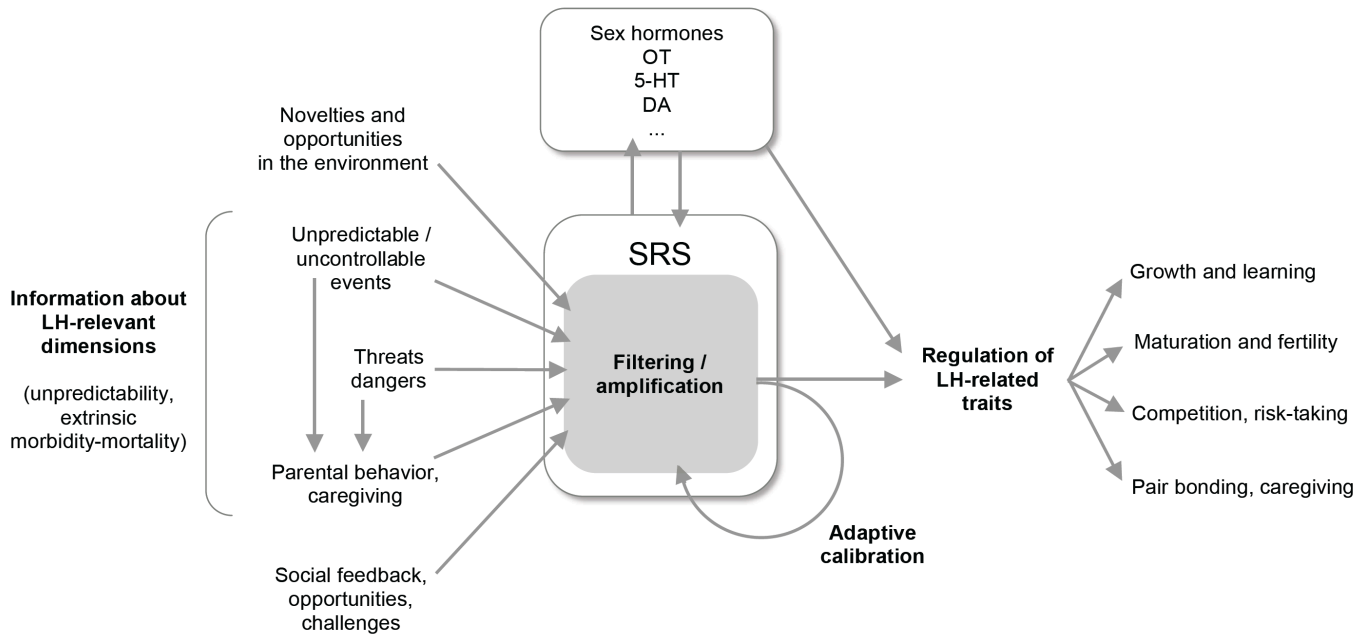 Sex hormones
OT
5-HT
DA
...
Novelties and
opportunities
in the environment
Unpredictable /
uncontrollable
events
Information about
LH-relevant
dimensions
(unpredictability,
extrinsic
morbidity-mortality)
Threats
dangers
Parental behavior,
caregiving
Social feedback,
opportunities,
challenges
SRS
Filtering /
amplification
Adaptive
calibration
Regulation of
LH-related
traits
Growth and learning
Maturation and fertility
Competition, risk-taking
Pair bonding, caregiving